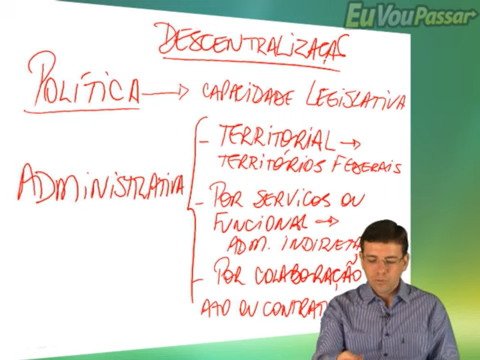 EuVouPassar
DESCENTRALIZAÇÃ
POLÍTICA → CAPACIDADE LEGISLATIVA
ADMINISTRATIVA
- TERRITORIAL →
TERRITÓRIOS FEDERAIS
- POR SERVIÇOS OU
FUNCIONAL →
ADM. INDIRETA
- POR COLABORAÇÃO
ATO OU CONTRAT